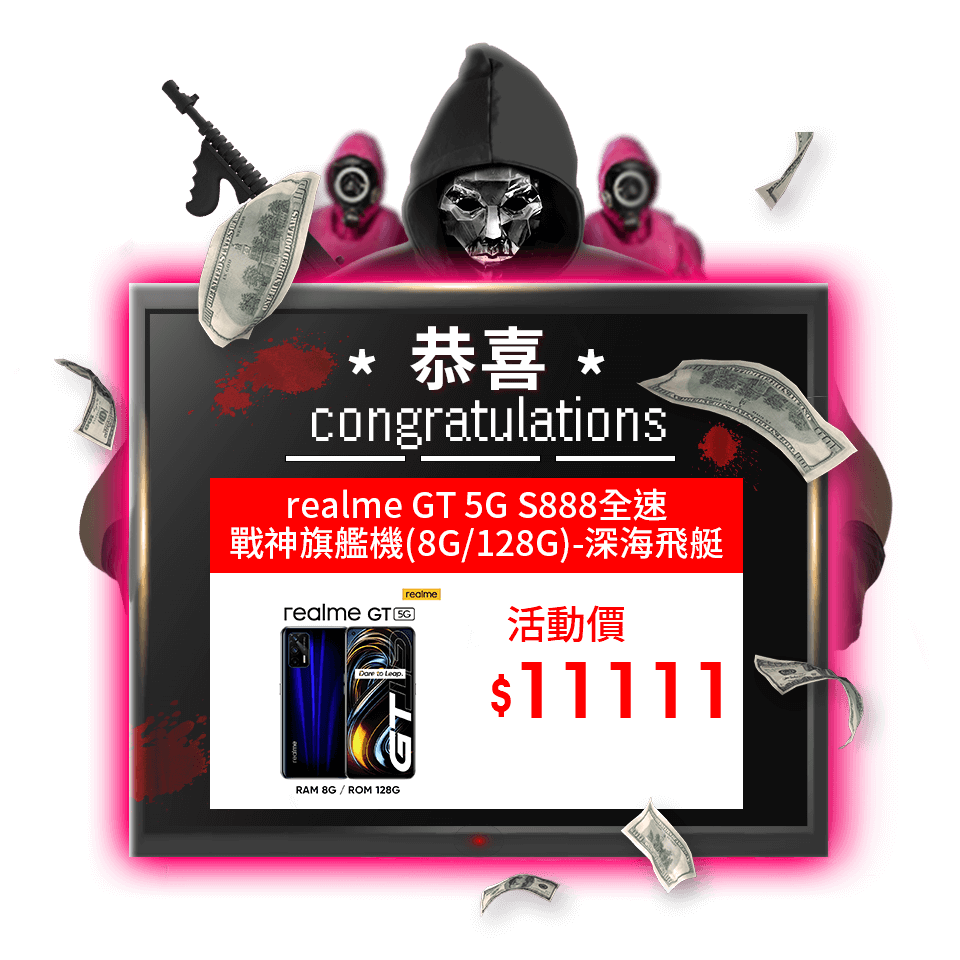 * 恭喜 *
congratulations
realme GT 5G S888全速
戰神旗艦機(8G/128G)-深海飛艇
realme
realme GT 5G
活動價
$11111
Dare to Leap.
GT
realme
RAM 8G / ROM 128G